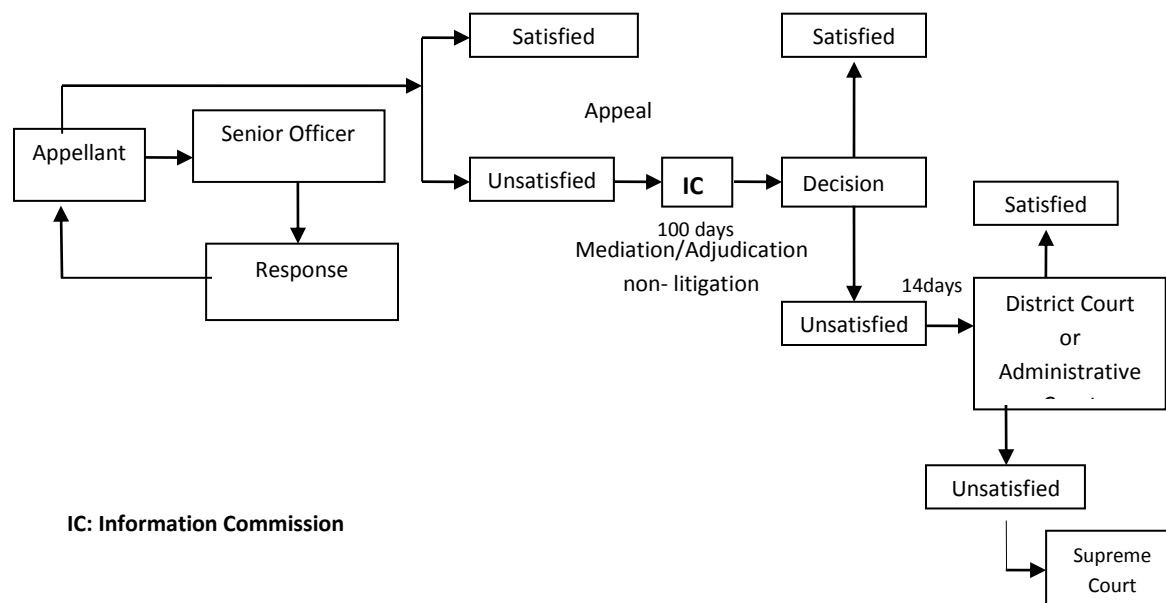 Satisfied
Satisfied
Appeal
Senior Officer
Appellant
Unsatisfied
IC
Decision
Satisfied
100 days
Mediation/Adjudication
non- litigation
Response
14days
Unsatisfied
District Court
or
Administrative
Unsatisfied
IC: Information Commission
Supreme
Court